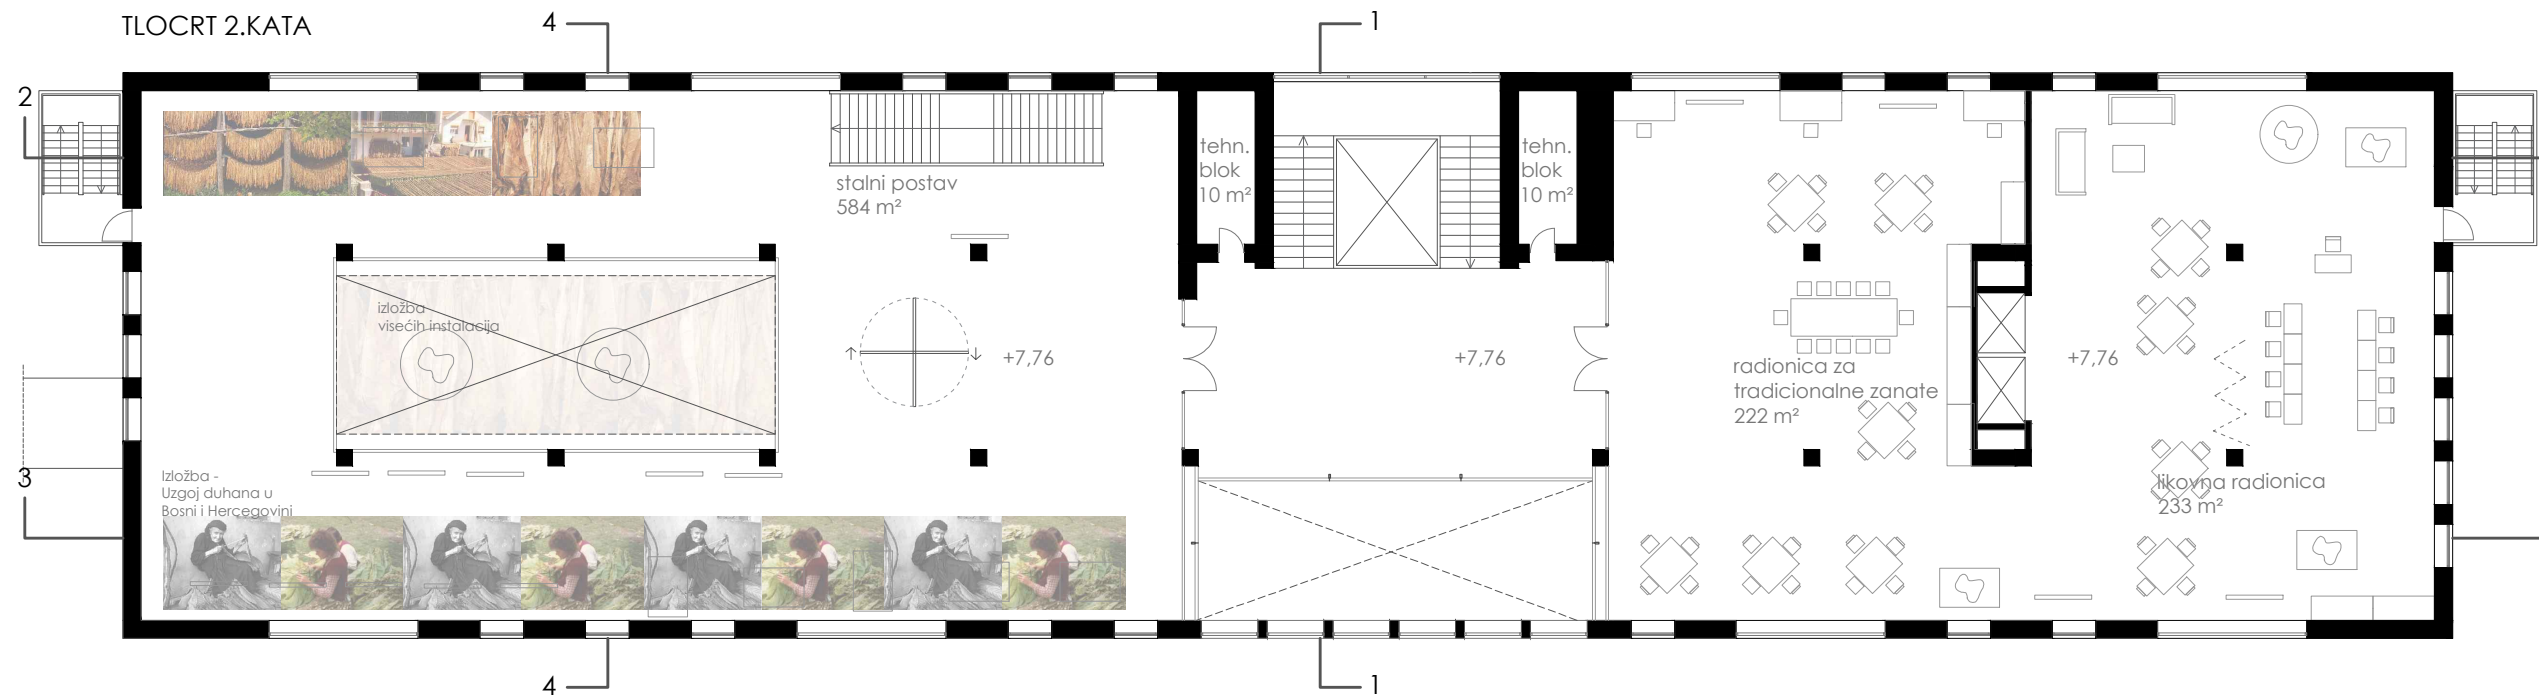 TLOCRT 2.KATA
4
1
2
3
stalni postav
584 m²
tehn.
blok
10 m²
tehn.
blok
10 m²
izložba
visećih instalacija
+7,76
+7,76
radionica za
tradicionalne zanate
222 m²
+7,76
Izložba -
Uzgoj duhana u
Bosni i Hercegovini
likovna radionica
233 m²
4
1